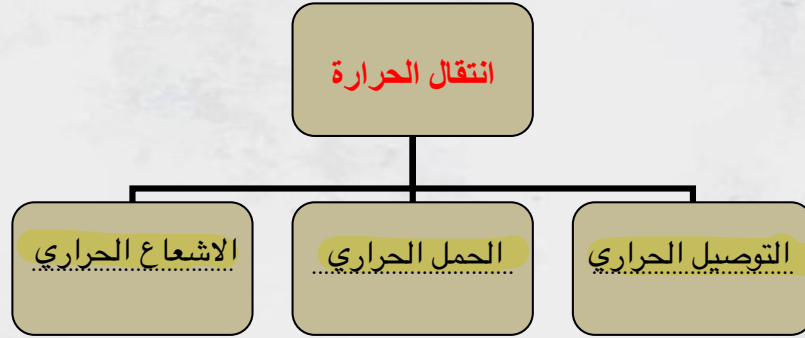 انتقال الحرارة
التوصيل الحراري
الحمل الحراري
الاشعاع الحراري